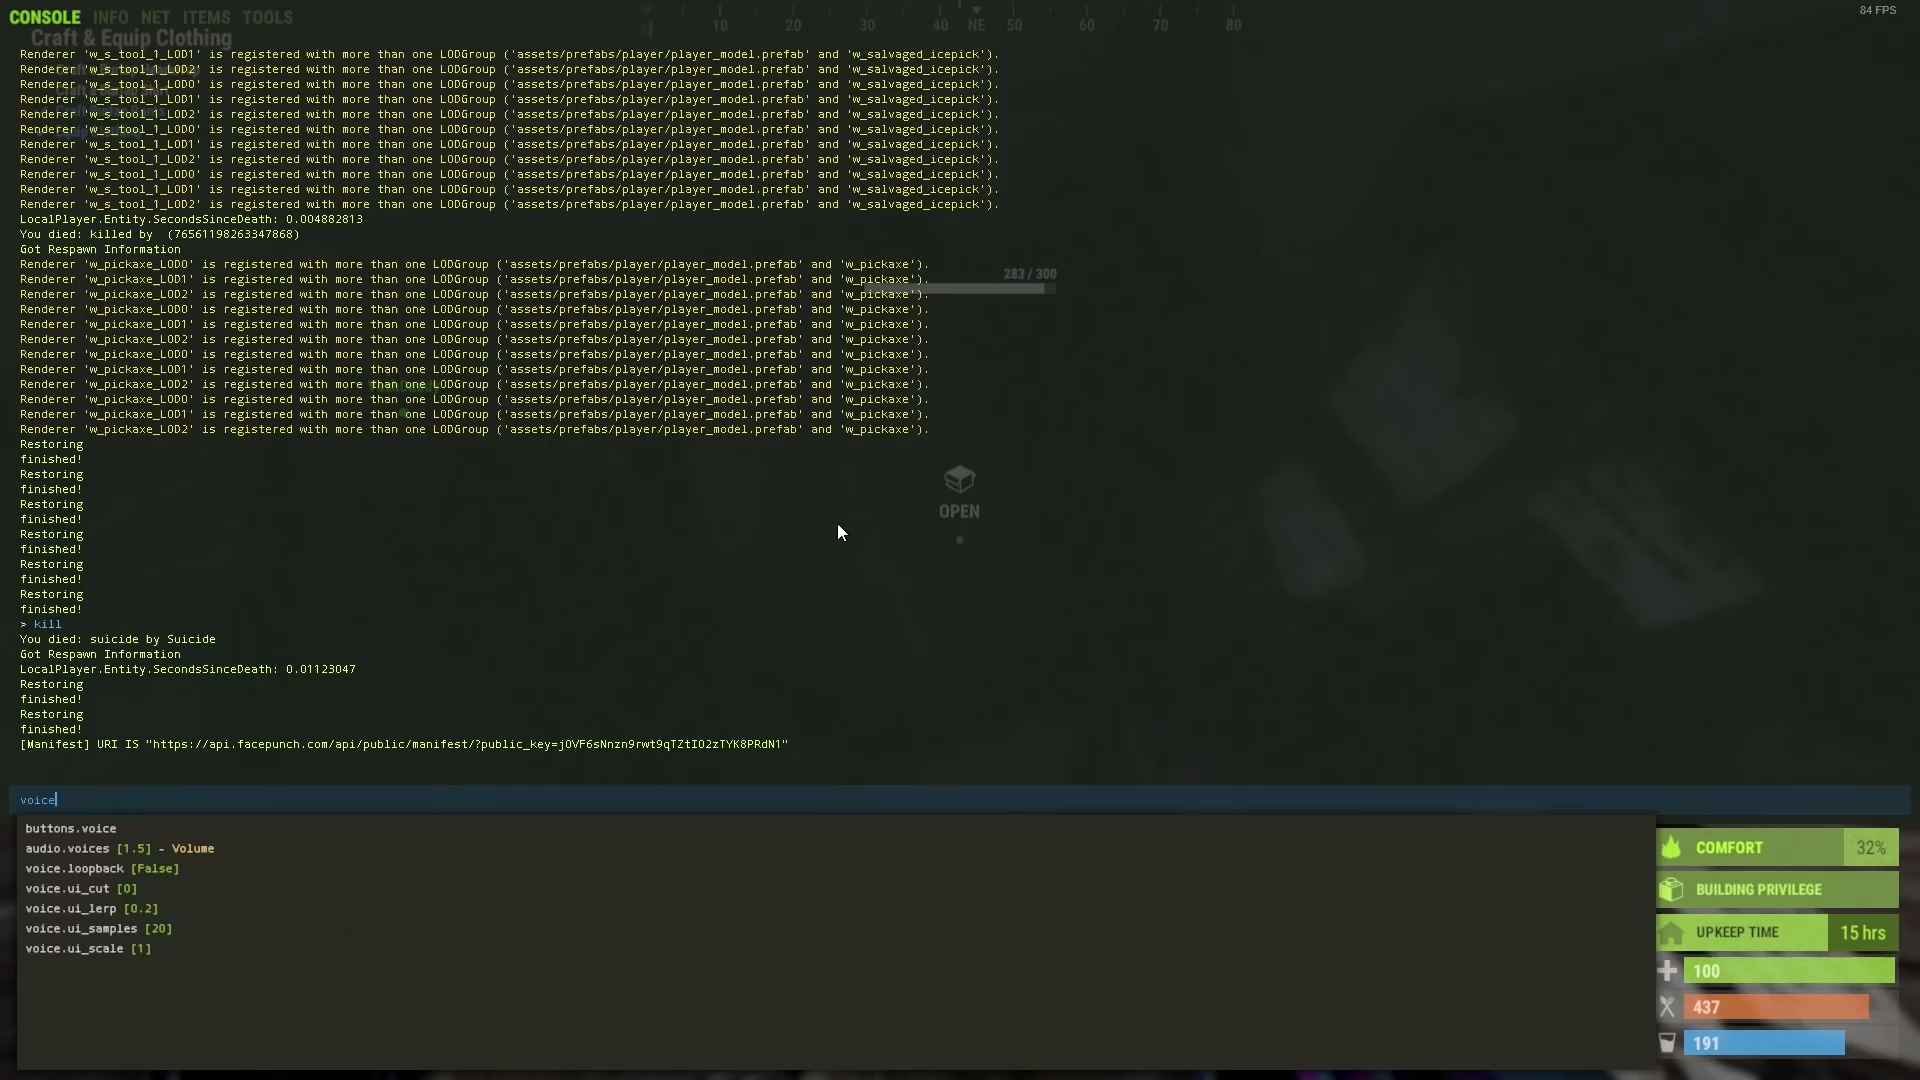 CONSOLE INFO NET ITEMS TOOLS
84 FPS
10 20 30 40 NE 50 60 70 80
Craft & Equip Clothing
Renderer 'w_s_tool_1_LOD1' is registered with more than one LODGroup ('assets/prefabs/player/player_model.prefab' and 'w_salvaged_icepick').
Renderer 'w_s_tool_1_LOD2' is registered with more than one LODGroup ('assets/prefabs/player/player_model.prefab' and 'w_salvaged_icepick').
Renderer 'w_s_tool_1_LOD0' is registered with more than one LODGroup ('assets/prefabs/player/player_model.prefab' and 'w_salvaged_icepick').
Renderer 'w_s_tool_1_LOD1' is registered with more than one LODGroup ('assets/prefabs/player/player_model.prefab' and 'w_salvaged_icepick').
Renderer 'w_s_tool_1_LOD2' is registered with more than one LODGroup ('assets/prefabs/player/player_model.prefab' and 'w_salvaged_icepick').
Renderer 'w_s_tool_1_LOD0' is registered with more than one LODGroup ('assets/prefabs/player/player_model.prefab' and 'w_salvaged_icepick').
Renderer 'w_s_tool_1_LOD1' is registered with more than one LODGroup ('assets/prefabs/player/player_model.prefab' and 'w_salvaged_icepick').
Renderer 'w_s_tool_1_LOD2' is registered with more than one LODGroup ('assets/prefabs/player/player_model.prefab' and 'w_salvaged_icepick').
Renderer 'w_s_tool_1_LOD0' is registered with more than one LODGroup ('assets/prefabs/player/player_model.prefab' and 'w_salvaged_icepick').
Renderer 'w_s_tool_1_LOD1' is registered with more than one LODGroup ('assets/prefabs/player/player_model.prefab' and 'w_salvaged_icepick').
Renderer 'w_s_tool_1_LOD2' is registered with more than one LODGroup ('assets/prefabs/player/player_model.prefab' and 'w_salvaged_icepick').
LocalPlayer.Entity.SecondsSinceDeath: 0.004882813
You died: killed by (76561198263347868)
Got Respawn Information
Renderer 'w_pickaxe_LOD0' is registered with more than one LODGroup ('assets/prefabs/player/player_model.prefab' and 'w_pickaxe').
283 / 300
Renderer 'w_pickaxe_LOD1' is registered with more than one LODGroup ('assets/prefabs/player/player_model.prefab' and 'w_pickaxe').
Renderer 'w_pickaxe_LOD2' is registered with more than one LODGroup ('assets/prefabs/player/player_model.prefab' and 'w_pickaxe').
Renderer 'w_pickaxe_LOD0' is registered with more than one LODGroup ('assets/prefabs/player/player_model.prefab' and 'w_pickaxe').
Renderer 'w_pickaxe_LOD1' is registered with more than one LODGroup ('assets/prefabs/player/player_model.prefab' and 'w_pickaxe').
Renderer 'w_pickaxe_LOD2' is registered with more than one LODGroup ('assets/prefabs/player/player_model.prefab' and 'w_pickaxe').
Renderer 'w_pickaxe_LOD0' is registered with more than one LODGroup ('assets/prefabs/player/player_model.prefab' and 'w_pickaxe').
Renderer 'w_pickaxe_LOD1' is registered with more than one LODGroup ('assets/prefabs/player/player_model.prefab' and 'w_pickaxe').
Renderer 'w_pickaxe_LOD2' is registered with more than one LODGroup ('assets/prefabs/player/player_model.prefab' and 'w_pickaxe').
Renderer 'w_pickaxe_LOD0' is registered with more than one LODGroup ('assets/prefabs/player/player_model.prefab' and 'w_pickaxe').
Renderer 'w_pickaxe_LOD1' is registered with more than one LODGroup ('assets/prefabs/player/player_model.prefab' and 'w_pickaxe').
Renderer 'w_pickaxe_LOD2' is registered with more than one LODGroup ('assets/prefabs/player/player_model.prefab' and 'w_pickaxe').
Restoring
finished!
Restoring
finished!
Restoring
finished!
Restoring
finished!
Restoring
finished!
Restoring
finished!
OPEN
> kill
You died: suicide by Suicide
Got Respawn Information
LocalPlayer.Entity.SecondsSinceDeath: 0.01123047
Restoring
finished!
Restoring
finished!
[Manifest] URI IS "https://api.facepunch.com/api/public/manifest/?public_key=jOVF6sNnzn9rwt9qTZtIO2zTYK8PRdN1"
voice
buttons.voice
audio.voices [1.5] - Volume
voice.loopback [False]
voice.ui_cut [0]
voice.ui_lerp [0.2]
voice.ui_samples [20]
voice.ui_scale [1]
COMFORT 32%
BUILDING PRIVILEGE
UPKEEP TIME 15 hrs
100
437
191